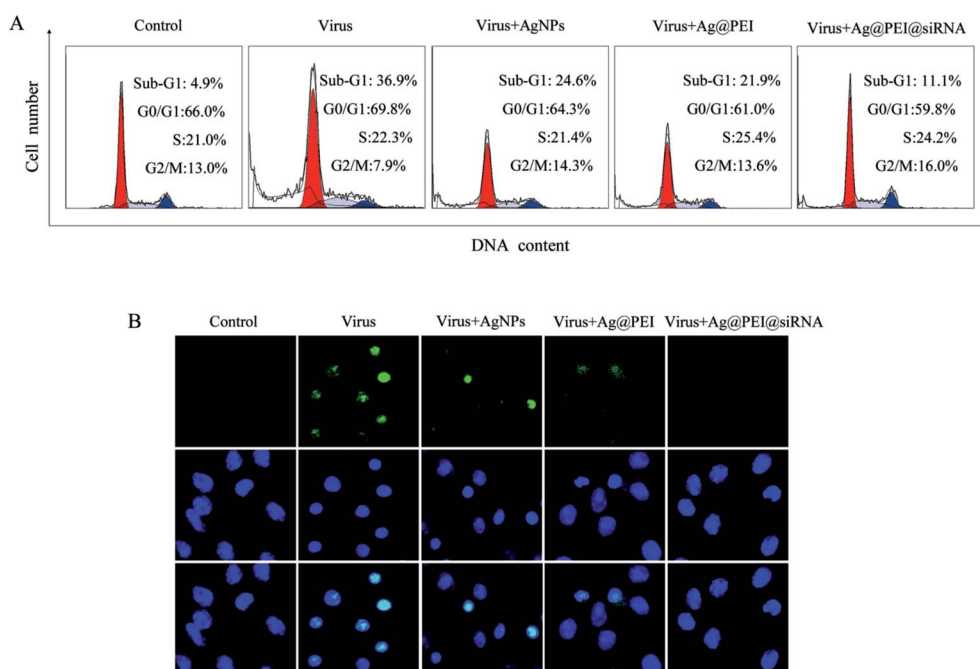 A
Control
Virus
Virus+AgNPs
Virus+Ag@PEI
Virus+Ag@PEI@siRNA
Cell number
Sub-G1: 4.9%
G0/G1:66.0%
S:21.0%
G2/M:13.0%
Sub-G1: 36.9%
G0/G1:69.8%
S:22.3%
G2/M:7.9%
Sub-G1: 24.6%
G0/G1:64.3%
S:21.4%
G2/M:14.3%
Sub-G1: 21.9%
G0/G1:61.0%
S:25.4%
G2/M:13.6%
Sub-G1: 11.1%
G0/G1:59.8%
S:24.2%
G2/M:16.0%
DNA content
B
Control
Virus
Virus+AgNPs
Virus+Ag@PEI
Virus+Ag@PEI@siRNA